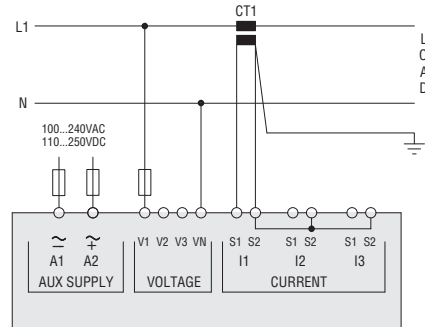 CT1
L1
L
O
A
D
N
100...240VAC
110...250VDC
V1 V2 V3 VN S1 S2 S1 S2 S1 S2
A1 A2 I1 I2 I3
AUX SUPPLY VOLTAGE CURRENT